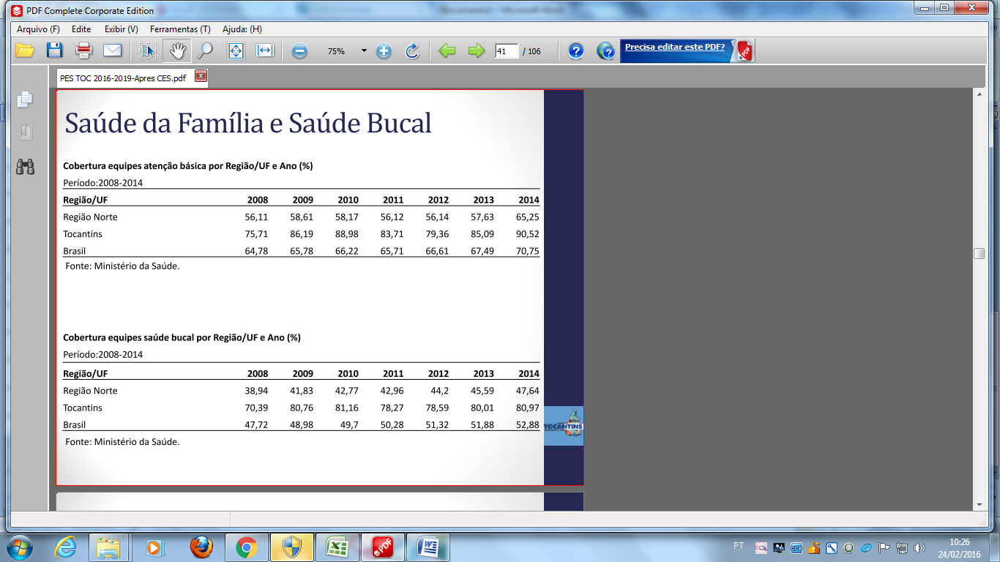 PDF Complete Corporate Edition
Arquivo (F) Edite Exibir (V) Ferramentas (T) Ajuda: (H)
75% 41 / 106 Precisa editar este PDF? PDF
PES TOC 2016-2019-Apres CES.pdf
Saúde da Família e Saúde Bucal
Cobertura equipes atenção básica por Região/UF e Ano (%)
Período:2008-2014
Região/UF 2008 2009 2010 2011 2012 2013 2014
Região Norte 56,11 58,61 58,17 56,12 56,14 57,63 65,25
Tocantins 75,71 86,19 88,98 83,71 79,36 85,09 90,52
Brasil 64,78 65,78 66,22 65,71 66,61 67,49 70,75
Fonte: Ministério da Saúde.
Cobertura equipes saúde bucal por Região/UF e Ano (%)
Período:2008-2014
Região/UF 2008 2009 2010 2011 2012 2013 2014
Região Norte 38,94 41,83 42,77 42,96 44,2 45,59 47,64
Tocantins 70,39 80,76 81,16 78,27 78,59 80,01 80,97
Brasil 47,72 48,98 49,7 50,28 51,32 51,88 52,88
TOCANTINS
Fonte: Ministério da Saúde.
PDF
PT 10:26
24/02/2016